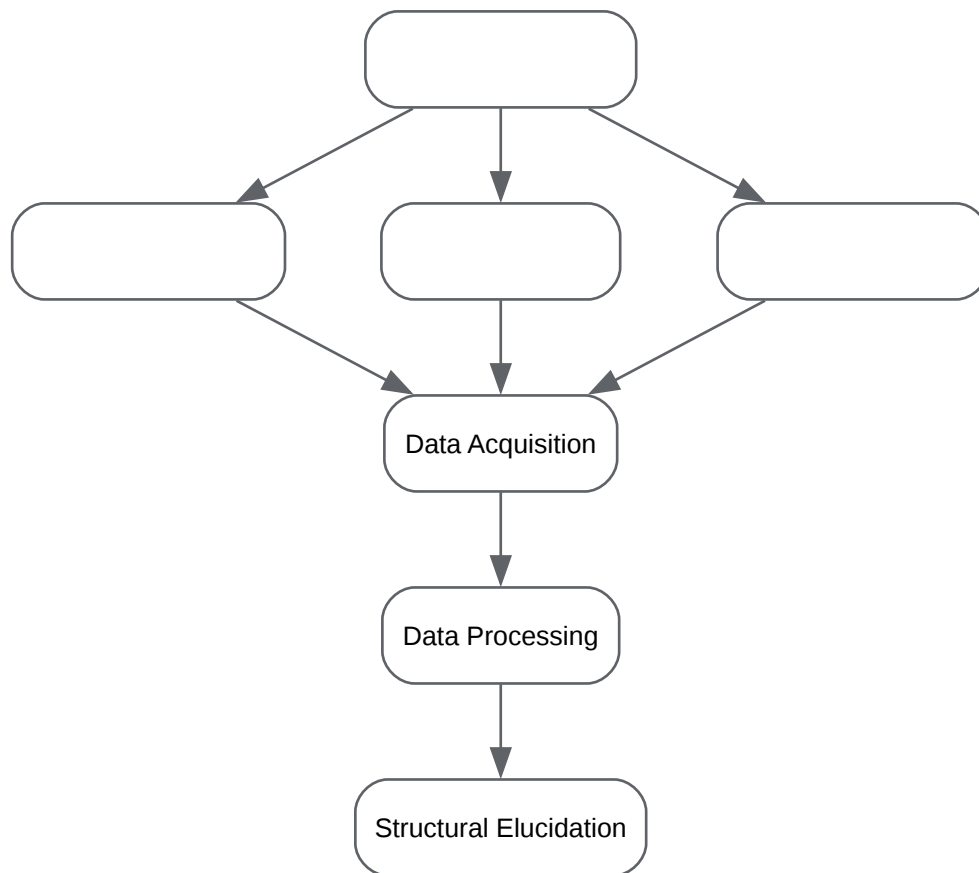 Data Acquisition
Data Processing
Structural Elucidation